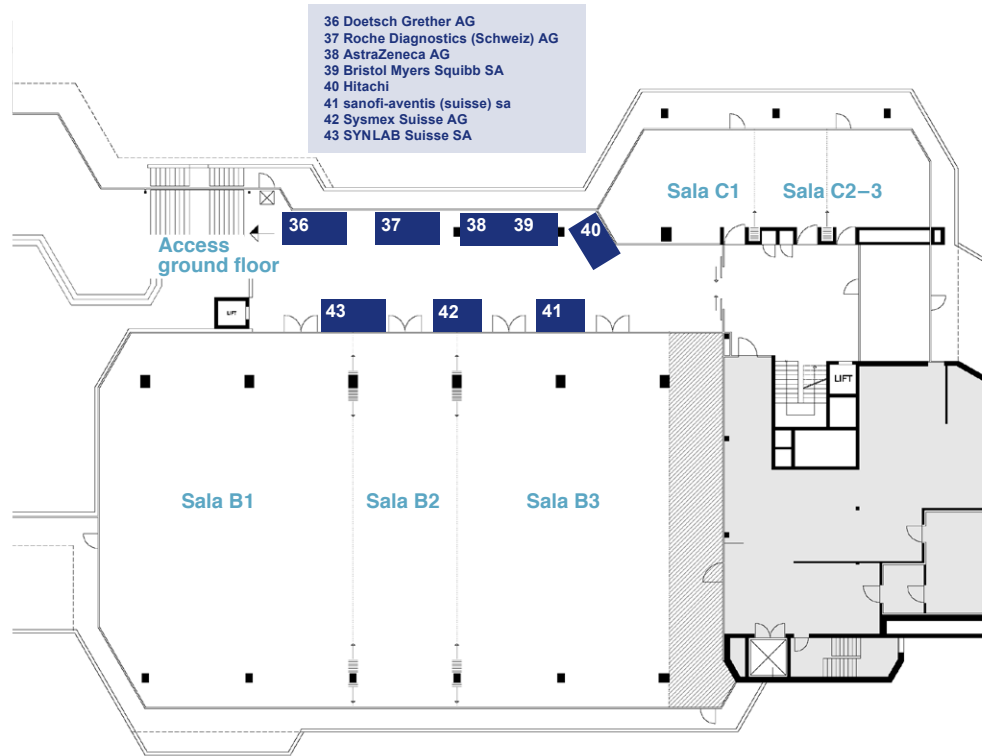 36 Doetsch Grether AG
37 Roche Diagnostics (Schweiz) AG
38 AstraZeneca AG
39 Bristol Myers Squibb SA
40 Hitachi
41 sanofi-aventis (suisse) sa
42 Sysmex Suisse AG
43 SYNLAB Suisse SA
Sala C1
Sala C2–3
36
37
38
39
40
Access
ground floor
LIFT
43
42
41
LIFT
Sala B1
Sala B2
Sala B3